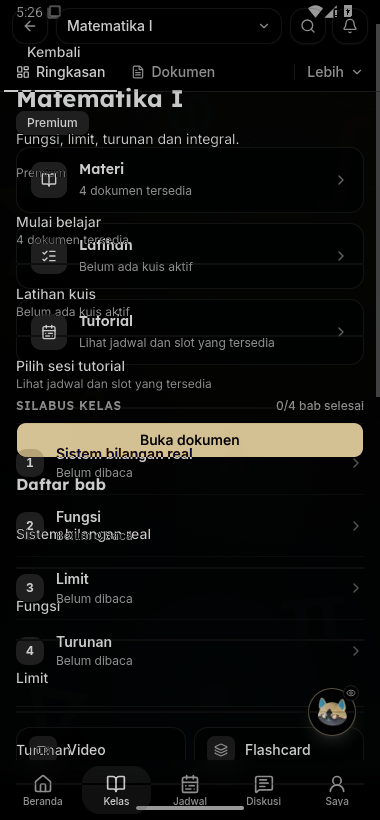 5:26
Matematika I
Kembali
Ringkasan
Dokumen
Lebih
Matematika I
Premium
Fungsi, limit, turunan dan integral.
Premium
Materi
4 dokumen tersedia
Mulai belajar
4 dokumen tersedia
Latihan
Belum ada kuis aktif
Latihan kuis
Belum ada kuis aktif
Tutorial
Lihat jadwal dan slot yang tersedia
Pilih sesi tutorial
Lihat jadwal dan slot yang tersedia
SILABUS KELAS
0/4 bab selesai
Buka dokumen
1
Sistem bilangan real
Belum dibaca
Daftar bab
2
Fungsi
Belum dibaca
Sistem bilangan real
3
Limit
Belum dibaca
Fungsi
4
Turunan
Belum dibaca
Limit
Turunan
Video
Flashcard
Beranda
Kelas
Jadwal
Diskusi
Saya